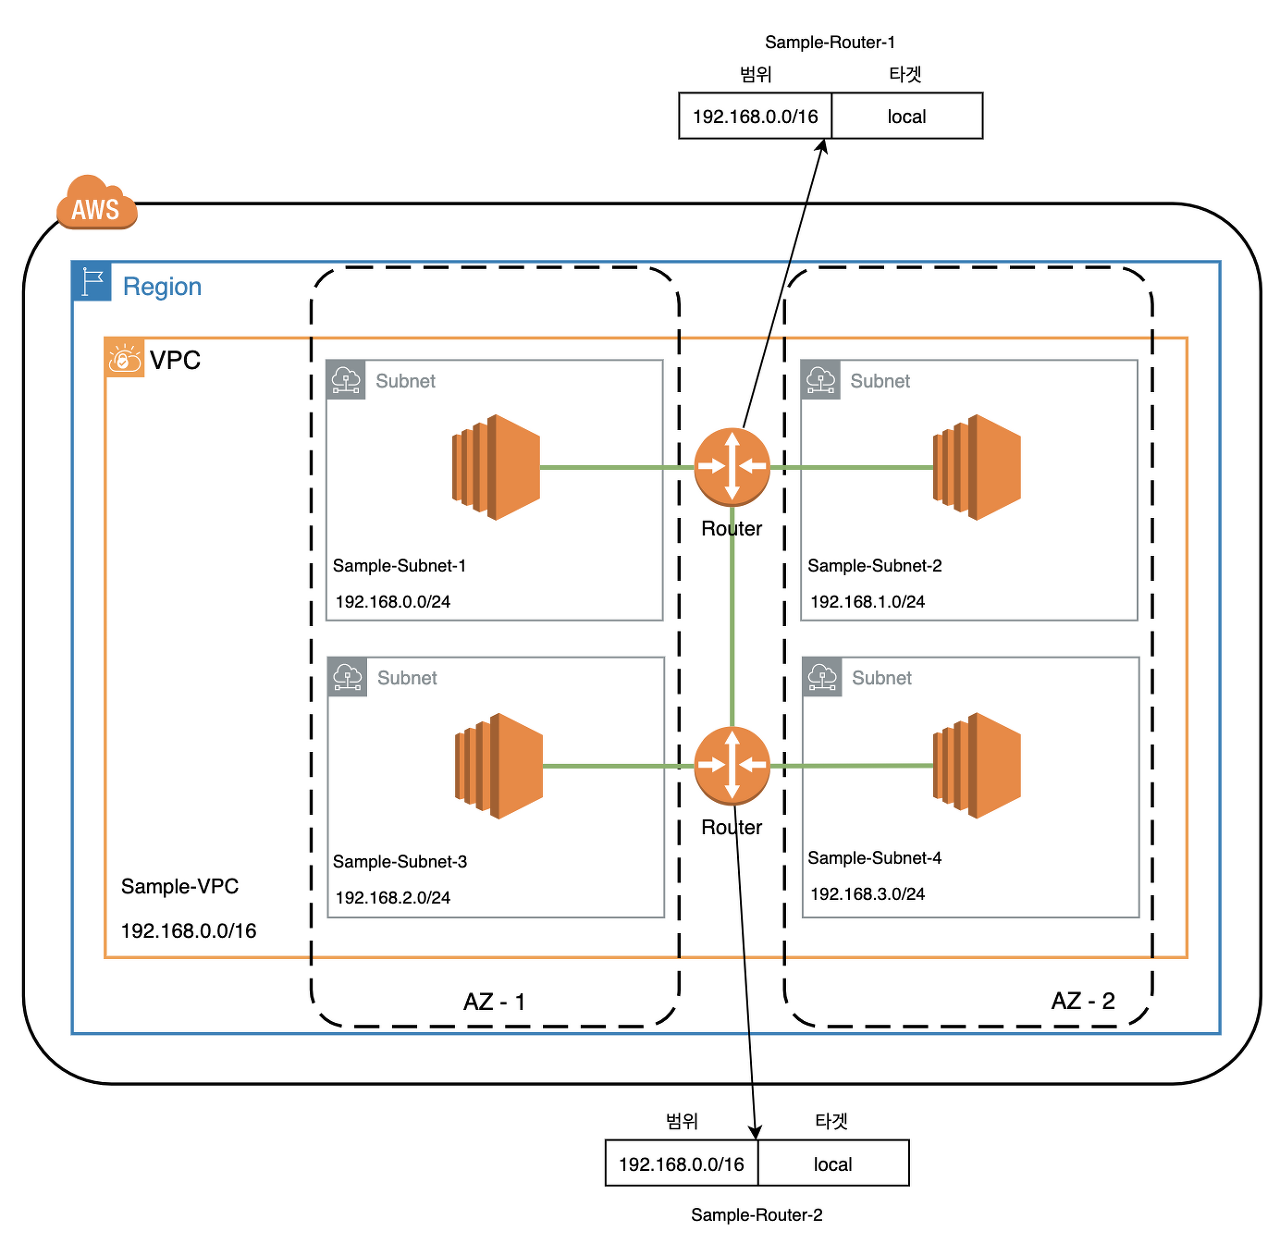 Sample-Router-1
범위 타겟
192.168.0.0/16 local
AWS
Region
VPC
Subnet
Sample-Subnet-1
192.168.0.0/24
Subnet
Sample-Subnet-2
192.168.1.0/24
Router
Subnet
Sample-Subnet-3
192.168.2.0/24
Subnet
Sample-Subnet-4
192.168.3.0/24
Router
Sample-VPC
192.168.0.0/16
AZ - 1
AZ - 2
범위 타겟
192.168.0.0/16 local
Sample-Router-2